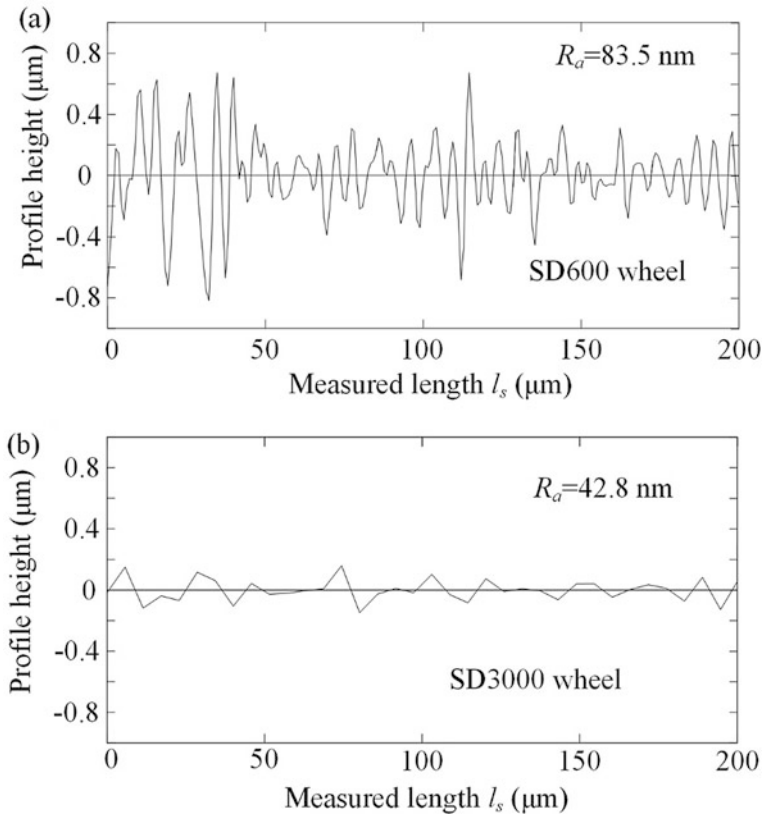 (a)
0.8
0.4
0
-0.4
-0.8
Profile height (μm)
Rₐ=83.5 nm
SD600 wheel
0 50 100 150 200
Measured length lₛ (μm)
(b)
0.8
0.4
0
-0.4
-0.8
Profile height (μm)
Rₐ=42.8 nm
SD3000 wheel
0 50 100 150 200
Measured length lₛ (μm)